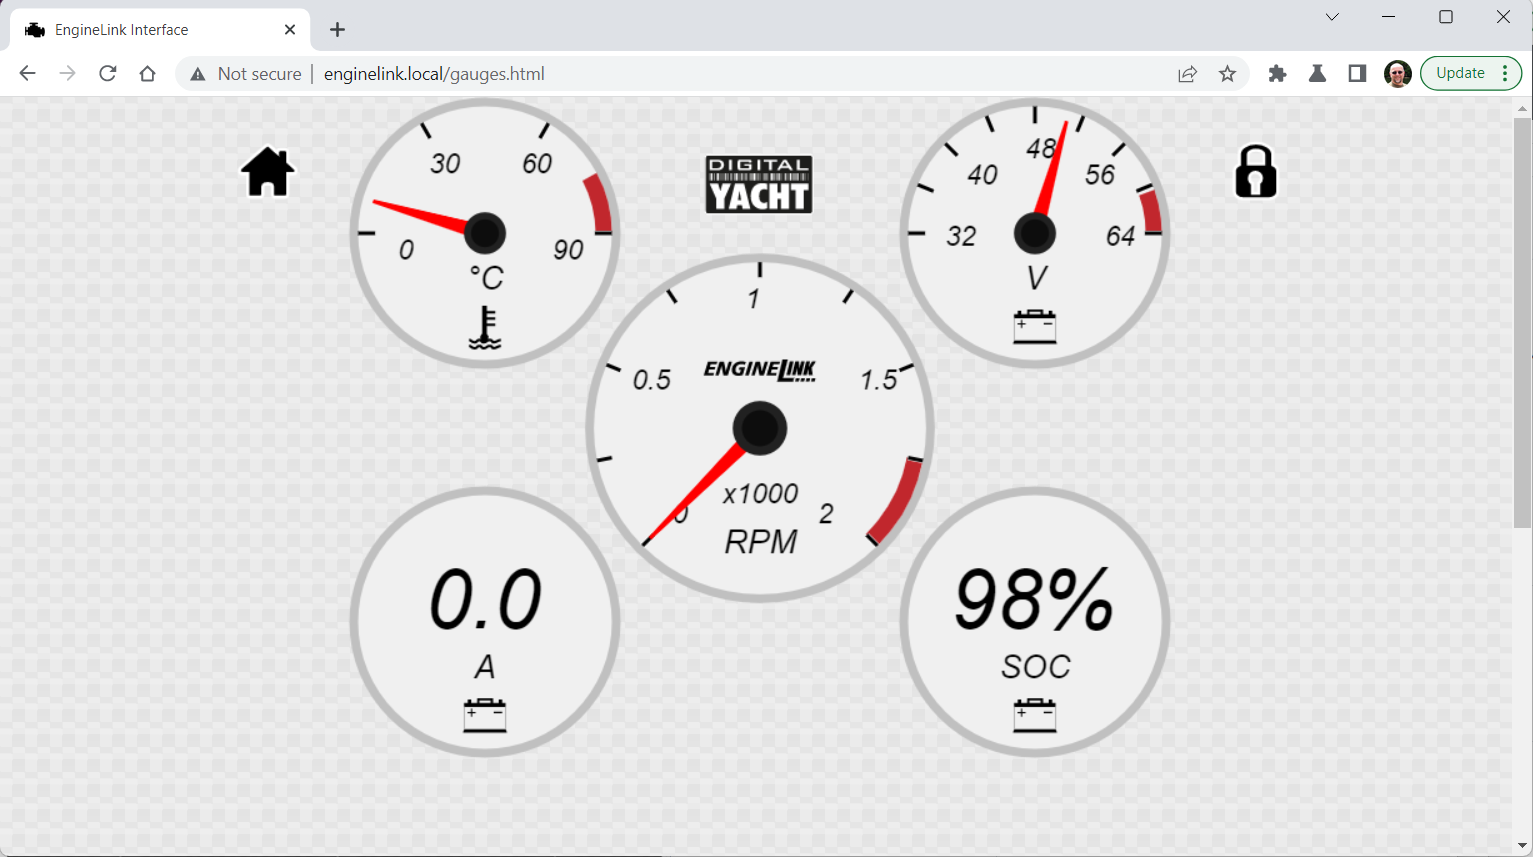 EngineLink Interface
Not secure | enginelink.local/gauges.html
Update
30 60
0 90
°C
DIGITAL
YACHT
48
40 56
32 64
V
1
0.5 1.5
ENGINELINK
x1000
0 2
RPM
0.0
A
98%
SOC